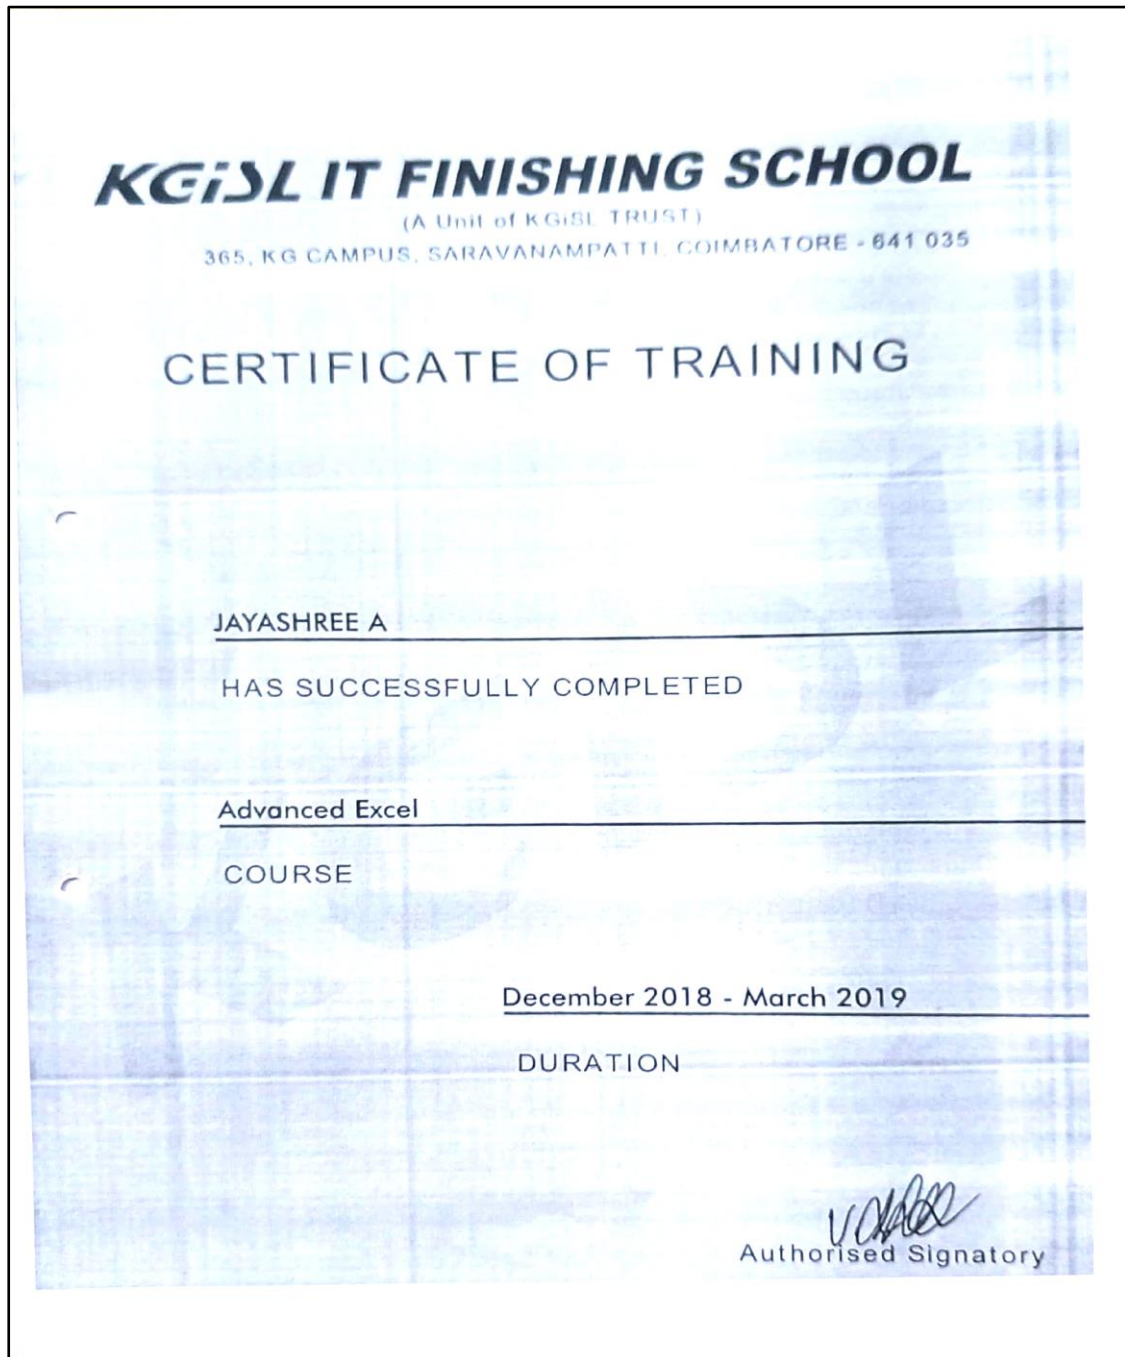 KGiSL IT FINISHING SCHOOL
(A Unit of KGiSL TRUST)
365, KG CAMPUS, SARAVANAMPATTI, COIMBATORE - 641 035
CERTIFICATE OF TRAINING
JAYASHREE A
HAS SUCCESSFULLY COMPLETED
Advanced Excel
COURSE
December 2018 - March 2019
DURATION
Authorised Signatory